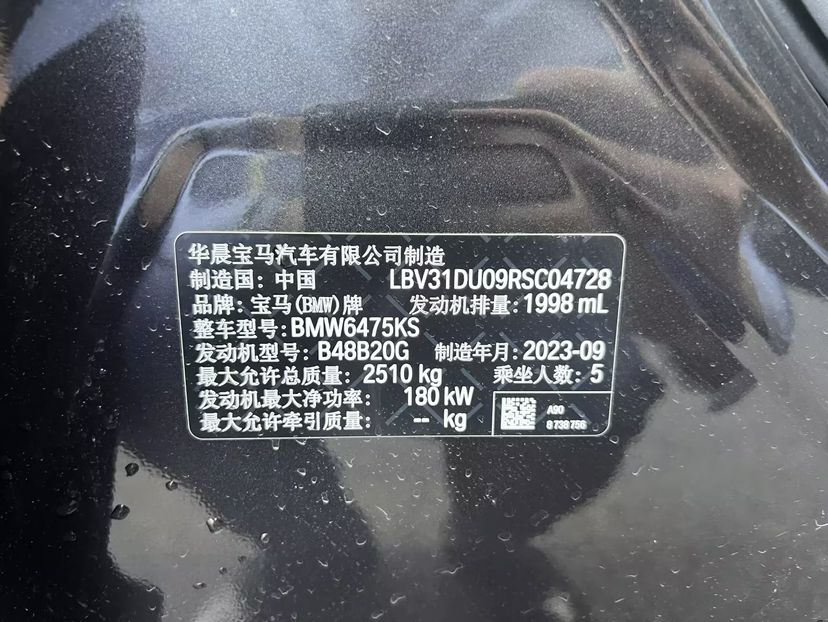 华晨宝马汽车有限公司制造
制造国：中国 LBV31DU09RSC04728
品牌：宝马(BMW)牌 发动机排量：1998 mL
整车型号：BMW6475KS
发动机型号：B48B20G 制造年月：2023-09
最大允许总质量：2510 kg 乘坐人数：5
发动机最大净功率：180 kW
最大允许牵引质量：-- kg
A90
8 738 756